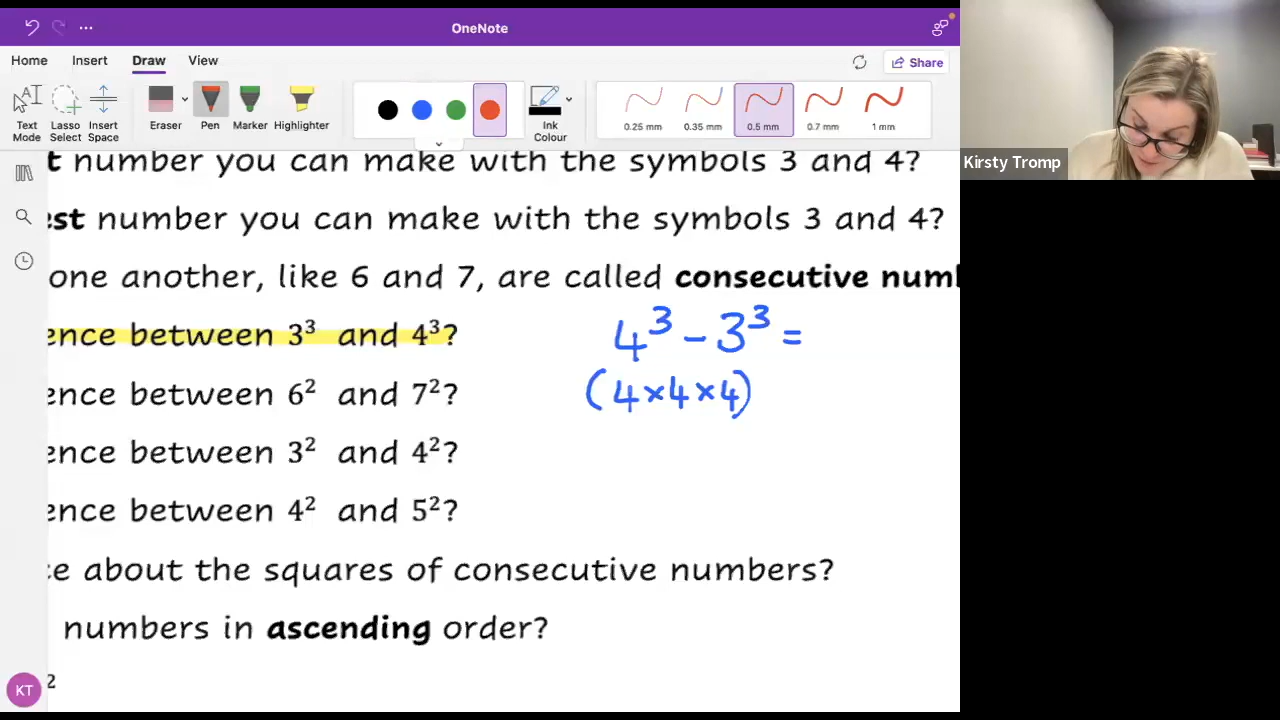 OneNote
Home Insert Draw View
Share
Text Mode
Lasso Select
Insert Space
Eraser
Pen
Marker
Highlighter
Ink Colour
0.25 mm
0.35 mm
0.5 mm
0.7 mm
1 mm
Kirsty Tromp
t number you can make with the symbols 3 and 4?
est number you can make with the symbols 3 and 4?
one another, like 6 and 7, are called consecutive numb
ence between 3³ and 4³?
4³ - 3³ =
ence between 6² and 7²?
(4×4×4)
ence between 3² and 4²?
ence between 4² and 5²?
e about the squares of consecutive numbers?
numbers in ascending order?
2
KT